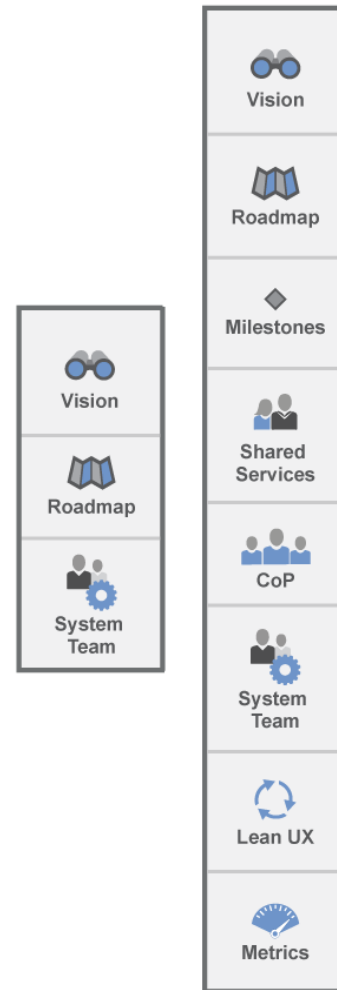 Vision
Roadmap
System
Team
Vision
Roadmap
Milestones
Shared
Services
CoP
System
Team
Lean UX
Metrics